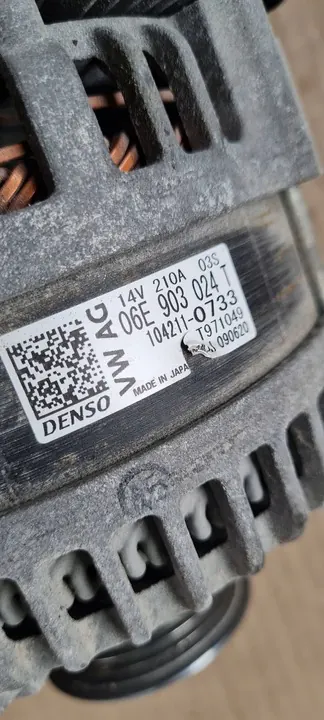 VW AG
14V 210A 03S
06E 903 024 T
104211-0733
T971049
MADE IN JAPAN
090620
DENSO